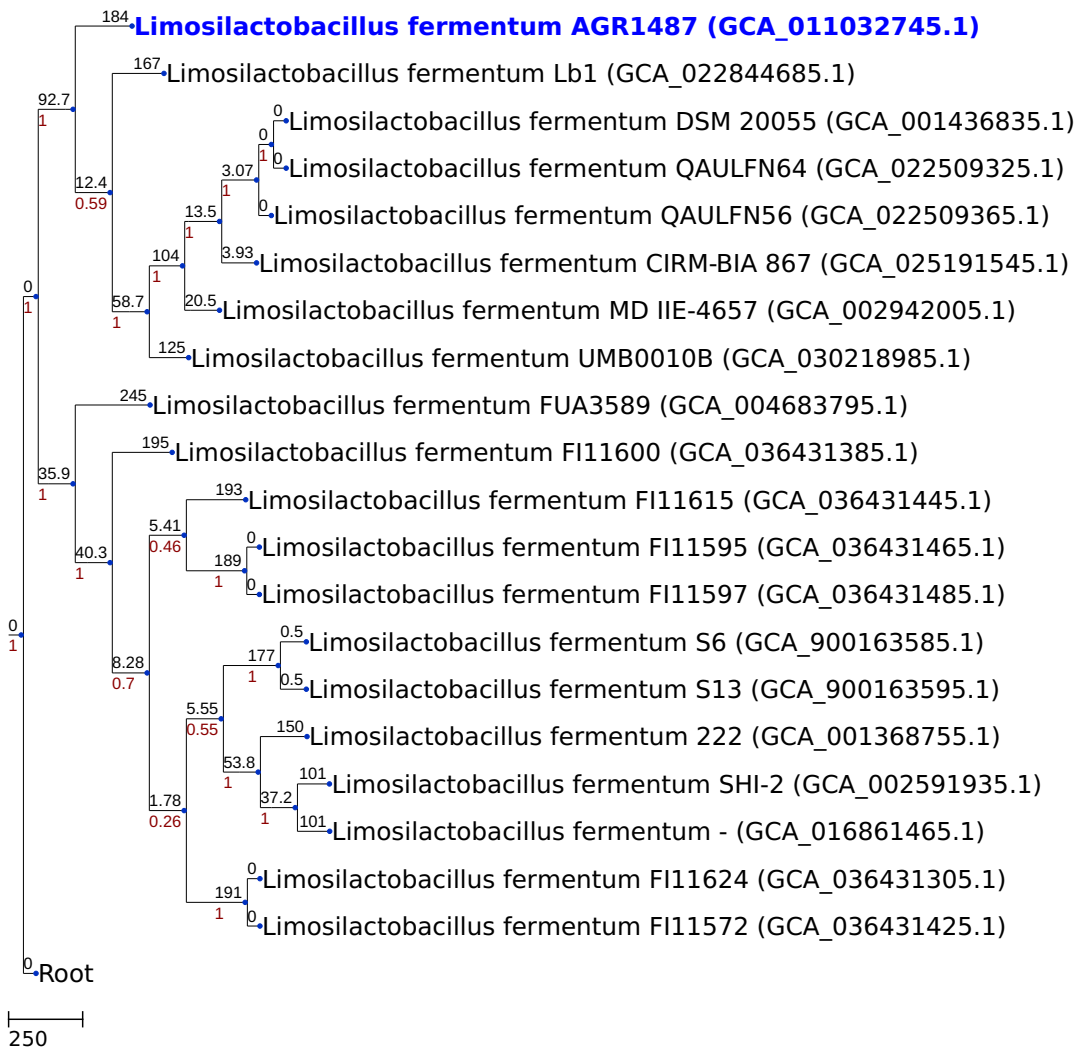 184
Limosilactobacillus fermentum AGR1487 (GCA_011032745.1)
167
Limosilactobacillus fermentum Lb1 (GCA_022844685.1)
92.7
1
0
Limosilactobacillus fermentum DSM 20055 (GCA_001436835.1)
0
1
0
Limosilactobacillus fermentum QAULFN64 (GCA_022509325.1)
3.07
1
12.4
0.59
0
Limosilactobacillus fermentum QAULFN56 (GCA_022509365.1)
13.5
1
3.93
Limosilactobacillus fermentum CIRM-BIA 867 (GCA_025191545.1)
104
1
0
1
58.7
1
20.5
Limosilactobacillus fermentum MD IIE-4657 (GCA_002942005.1)
125
Limosilactobacillus fermentum UMB0010B (GCA_030218985.1)
245
Limosilactobacillus fermentum FUA3589 (GCA_004683795.1)
195
Limosilactobacillus fermentum FI11600 (GCA_036431385.1)
35.9
1
193
Limosilactobacillus fermentum FI11615 (GCA_036431445.1)
5.41
0.46
0
Limosilactobacillus fermentum FI11595 (GCA_036431465.1)
40.3
1
189
1
0
Limosilactobacillus fermentum FI11597 (GCA_036431485.1)
0
1
0.5
Limosilactobacillus fermentum S6 (GCA_900163585.1)
8.28
0.7
177
1
0.5
Limosilactobacillus fermentum S13 (GCA_900163595.1)
5.55
0.55
150
Limosilactobacillus fermentum 222 (GCA_001368755.1)
53.8
1
101
Limosilactobacillus fermentum SHI-2 (GCA_002591935.1)
1.78
0.26
37.2
1
101
Limosilactobacillus fermentum - (GCA_016861465.1)
0
Limosilactobacillus fermentum FI11624 (GCA_036431305.1)
191
1
0
Limosilactobacillus fermentum FI11572 (GCA_036431425.1)
0
Root
250